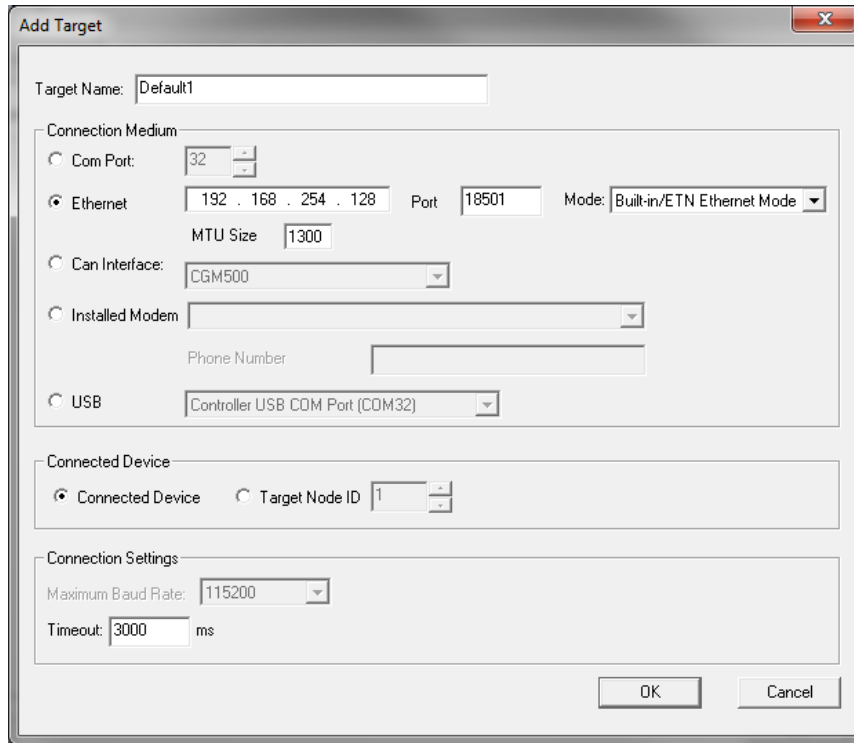 Add Target
Target Name: Default1
Connection Medium
Com Port: 32
Ethernet 192 . 168 . 254 . 128 Port 18501 Mode: Built-in/ETN Ethernet Mode
MTU Size 1300
Can Interface: CGM500
Installed Modem
Phone Number
USB Controller USB COM Port (COM32)
Connected Device
Connected Device Target Node ID 1
Connection Settings
Maximum Baud Rate: 115200
Timeout: 3000 ms
OK Cancel